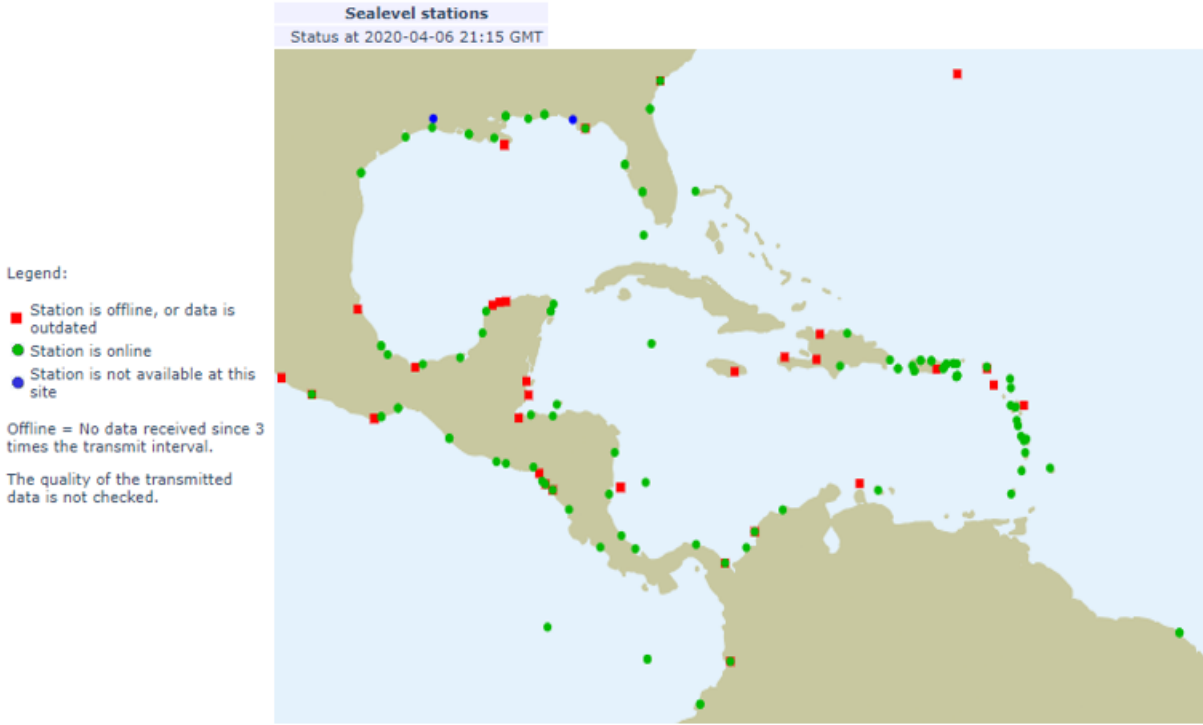 Sealevel stations
Status at 2020-04-06 21:15 GMT
Legend:
Station is offline, or data is
outdated
Station is online
Station is not available at this
site
Offline = No data received since 3
times the transmit interval.
The quality of the transmitted
data is not checked.